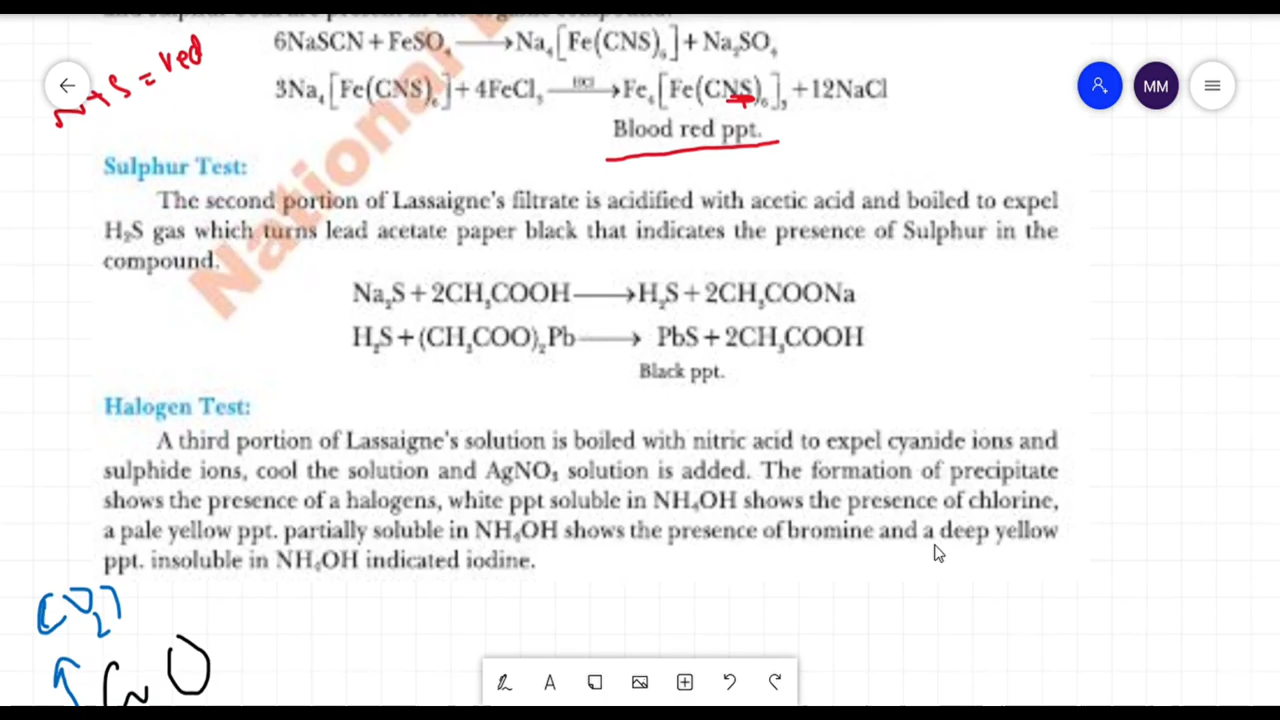 6NaSCN + FeSO₄ ⟶ Na₄[Fe(CNS)₆] + Na₂SO₄
N+S = red
3Na₄[Fe(CNS)₆] + 4FeCl₃ —HCl→ Fe₄[Fe(CNS)₆]₃ + 12NaCl
MM
Blood red ppt.
Sulphur Test:
The second portion of Lassaigne's filtrate is acidified with acetic acid and boiled to expel
H₂S gas which turns lead acetate paper black that indicates the presence of Sulphur in the
compound.
Na₂S + 2CH₃COOH ⟶ H₂S + 2CH₃COONa
H₂S + (CH₃COO)₂Pb ⟶ PbS + 2CH₃COOH
Black ppt.
Halogen Test:
A third portion of Lassaigne's solution is boiled with nitric acid to expel cyanide ions and
sulphide ions, cool the solution and AgNO₃ solution is added. The formation of precipitate
shows the presence of a halogens, white ppt soluble in NH₄OH shows the presence of chlorine,
a pale yellow ppt. partially soluble in NH₄OH shows the presence of bromine and a deep yellow
ppt. insoluble in NH₄OH indicated iodine.
National
CO₂↑
A